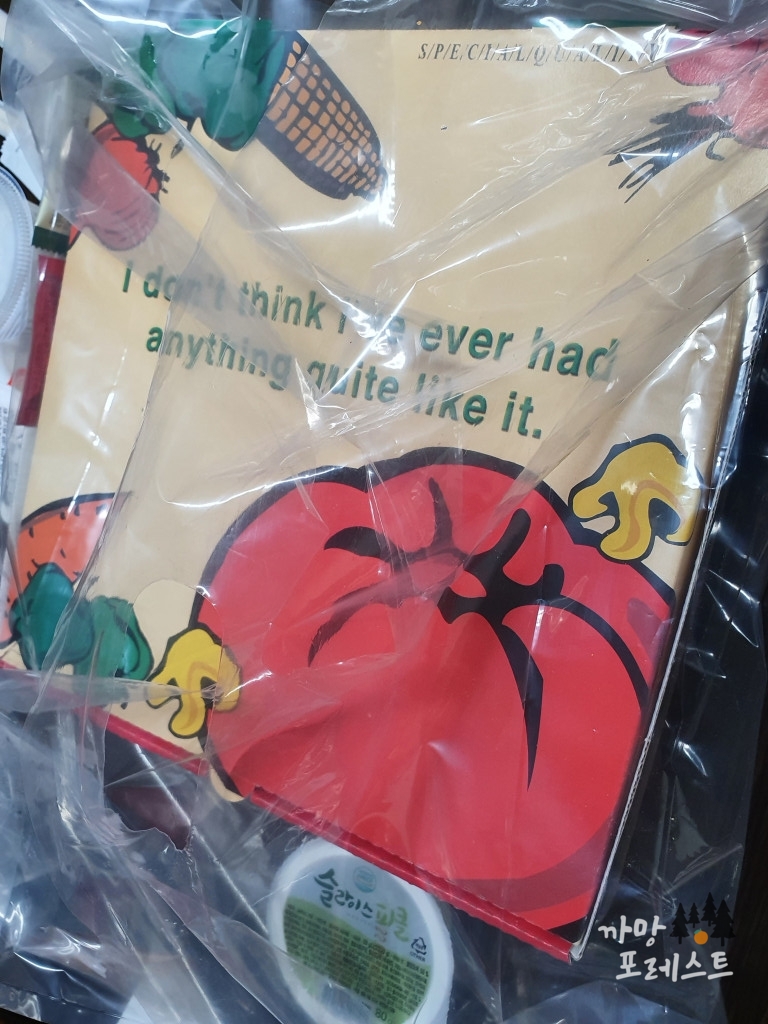 S/P/E/C/I/A/L/Q/U/A/L/I/T/Y
I don't think I've ever had
anything quite like it.
슬라이스 피클
까망
포레스트